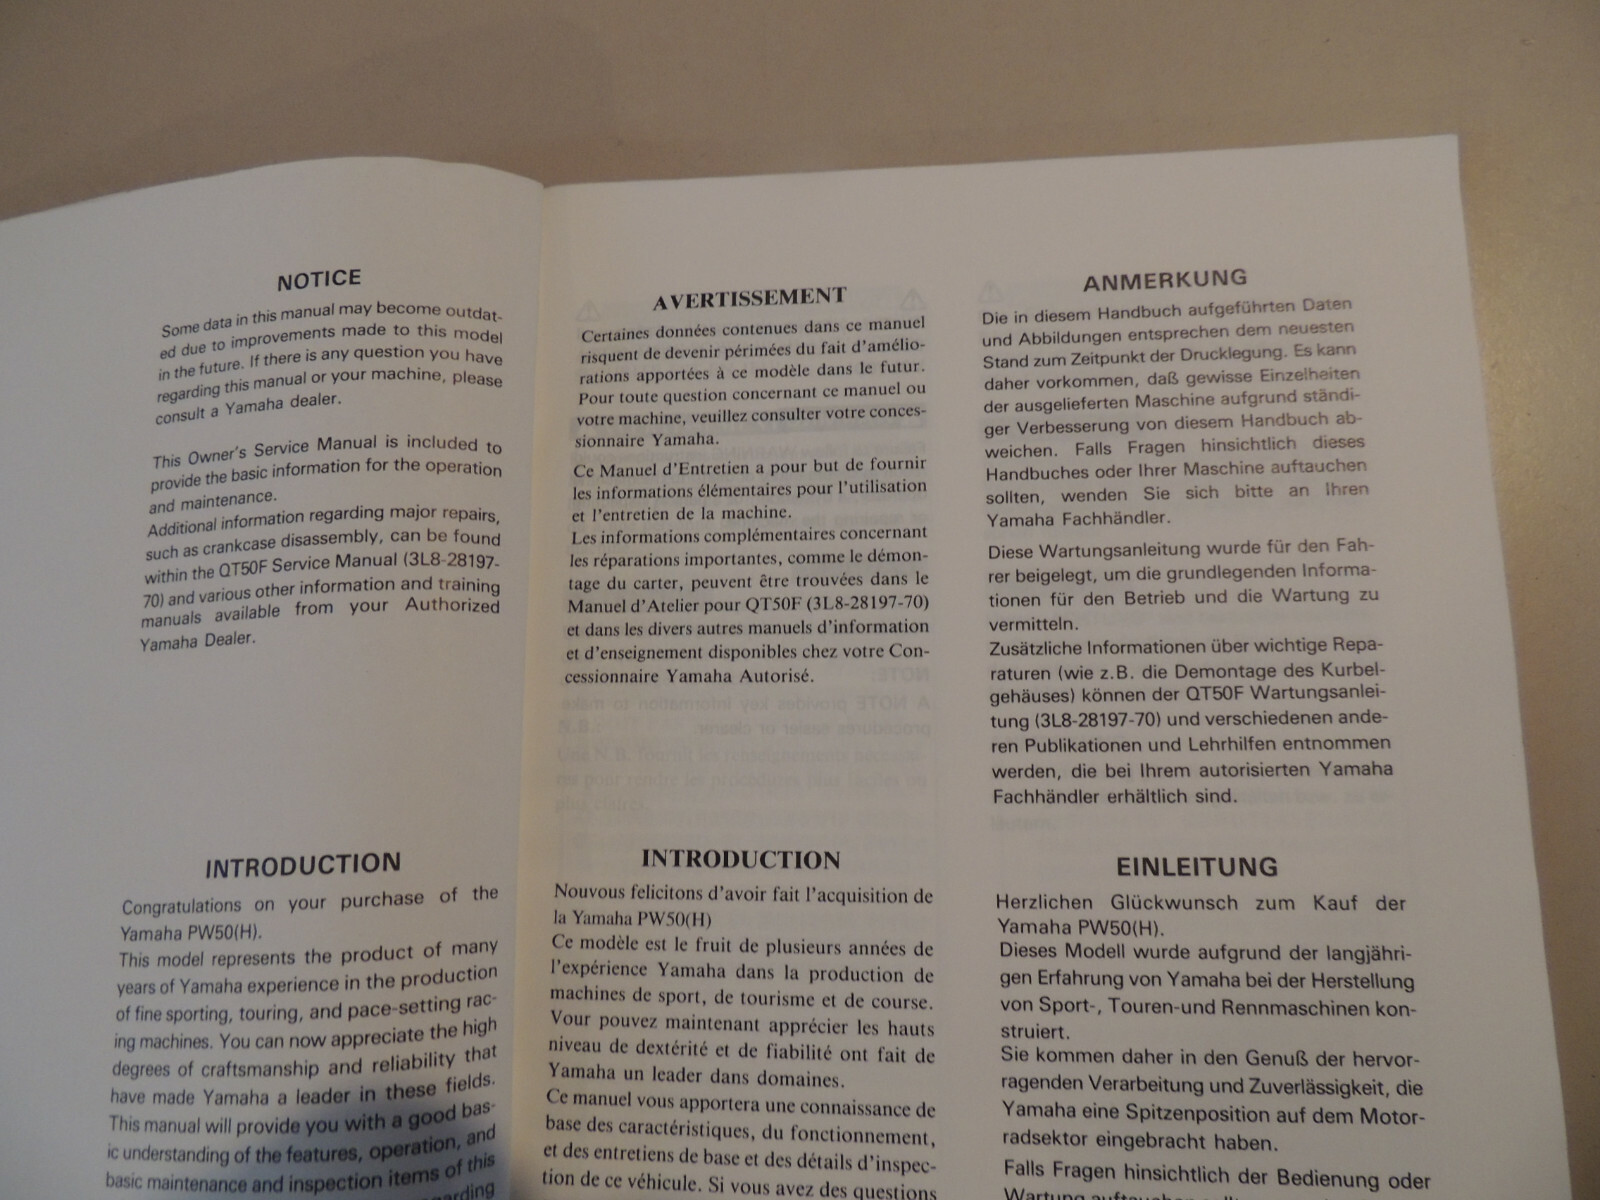 NOTICE
Some data in this manual may become outdat-
ed due to improvements made to this model
in the future. If there is any question you have
regarding this manual or your machine, please
consult a Yamaha dealer.
This Owner's Service Manual is included to
provide the basic information for the operation
and maintenance.
Additional information regarding major repairs,
such as crankcase disassembly, can be found
within the QT50F Service Manual (3L8-28197-
70) and various other information and training
manuals available from your Authorized
Yamaha Dealer.
INTRODUCTION
Congratulations on your purchase of the
Yamaha PW50(H).
This model represents the product of many
years of Yamaha experience in the production
of fine sporting, touring, and pace-setting rac-
ing machines. You can now appreciate the high
degrees of craftsmanship and reliability that
have made Yamaha a leader in these fields.
This manual will provide you with a good bas-
ic understanding of the features, operation, and
basic maintenance and inspection items of this
AVERTISSEMENT
Certaines données contenues dans ce manuel
risquent de devenir périmées du fait d'amélio-
rations apportées à ce modèle dans le futur.
Pour toute question concernant ce manuel ou
votre machine, veuillez consulter votre conces-
sionnaire Yamaha.
Ce Manuel d'Entretien a pour but de fournir
les informations élémentaires pour l'utilisation
et l'entretien de la machine.
Les informations complémentaires concernant
les réparations importantes, comme le démon-
tage du carter, peuvent être trouvées dans le
Manuel d'Atelier pour QT50F (3L8-28197-70)
et dans les divers autres manuels d'information
et d'enseignement disponibles chez votre Con-
cessionnaire Yamaha Autorisé.
INTRODUCTION
Nouvous felicitons d'avoir fait l'acquisition de
la Yamaha PW50(H)
Ce modèle est le fruit de plusieurs années de
l'expérience Yamaha dans la production de
machines de sport, de tourisme et de course.
Vour pouvez maintenant apprécier les hauts
niveau de dextérité et de fiabilité ont fait de
Yamaha un leader dans domaines.
Ce manuel vous apportera une connaissance de
base des caractéristiques, du fonctionnement,
et des entretiens de base et des détails d'inspec-
tion de ce véhicule. Si vous avez des questions
ANMERKUNG
Die in diesem Handbuch aufgeführten Daten
und Abbildungen entsprechen dem neuesten
Stand zum Zeitpunkt der Drucklegung. Es kann
daher vorkommen, daß gewisse Einzelheiten
der ausgelieferten Maschine aufgrund ständi-
ger Verbesserung von diesem Handbuch ab-
weichen. Falls Fragen hinsichtlich dieses
Handbuches oder Ihrer Maschine auftauchen
sollten, wenden Sie sich bitte an Ihren
Yamaha Fachhändler.
Diese Wartungsanleitung wurde für den Fah-
rer beigelegt, um die grundlegenden Informa-
tionen für den Betrieb und die Wartung zu
vermitteln.
Zusätzliche Informationen über wichtige Repa-
raturen (wie z.B. die Demontage des Kurbel-
gehäuses) können der QT50F Wartungsanlei-
tung (3L8-28197-70) und verschiedenen ande-
ren Publikationen und Lehrhilfen entnommen
werden, die bei Ihrem autorisierten Yamaha
Fachhändler erhältlich sind.
EINLEITUNG
Herzlichen Glückwunsch zum Kauf der
Yamaha PW50(H).
Dieses Modell wurde aufgrund der langjähri-
gen Erfahrung von Yamaha bei der Herstellung
von Sport-, Touren-und Rennmaschinen kon-
struiert.
Sie kommen daher in den Genuß der hervor-
ragenden Verarbeitung und Zuverlässigkeit, die
Yamaha eine Spitzenposition auf dem Motor-
radsektor eingebracht haben.
Falls Fragen hinsichtlich der Bedienung oder